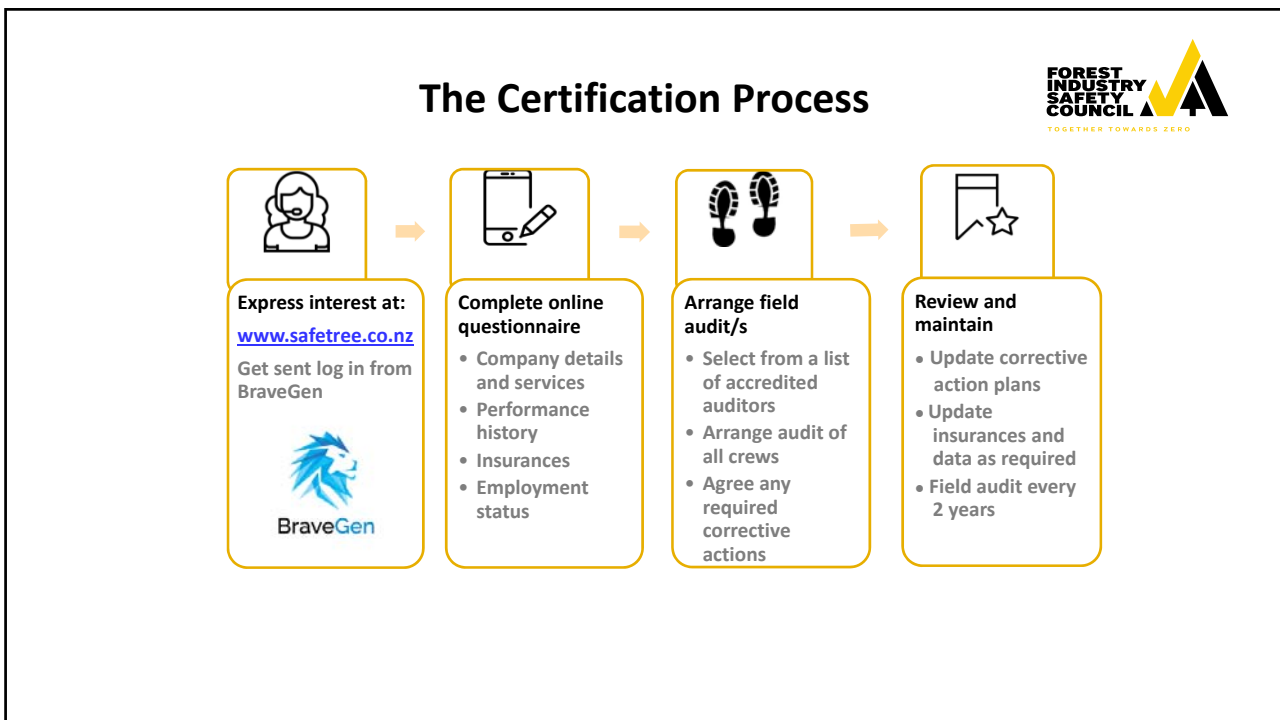 The Certification Process
FOREST
INDUSTRY
SAFETY
COUNCIL
TOGETHER TOWARDS ZERO
Express interest at:
www.safetree.co.nz
Get sent log in from
BraveGen
BraveGen
Complete online
questionnaire
• Company details
and services
• Performance
history
• Insurances
• Employment
status
Arrange field
audit/s
• Select from a list
of accredited
auditors
• Arrange audit of
all crews
• Agree any
required
corrective
actions
Review and
maintain
• Update corrective
action plans
• Update
insurances and
data as required
• Field audit every
2 years